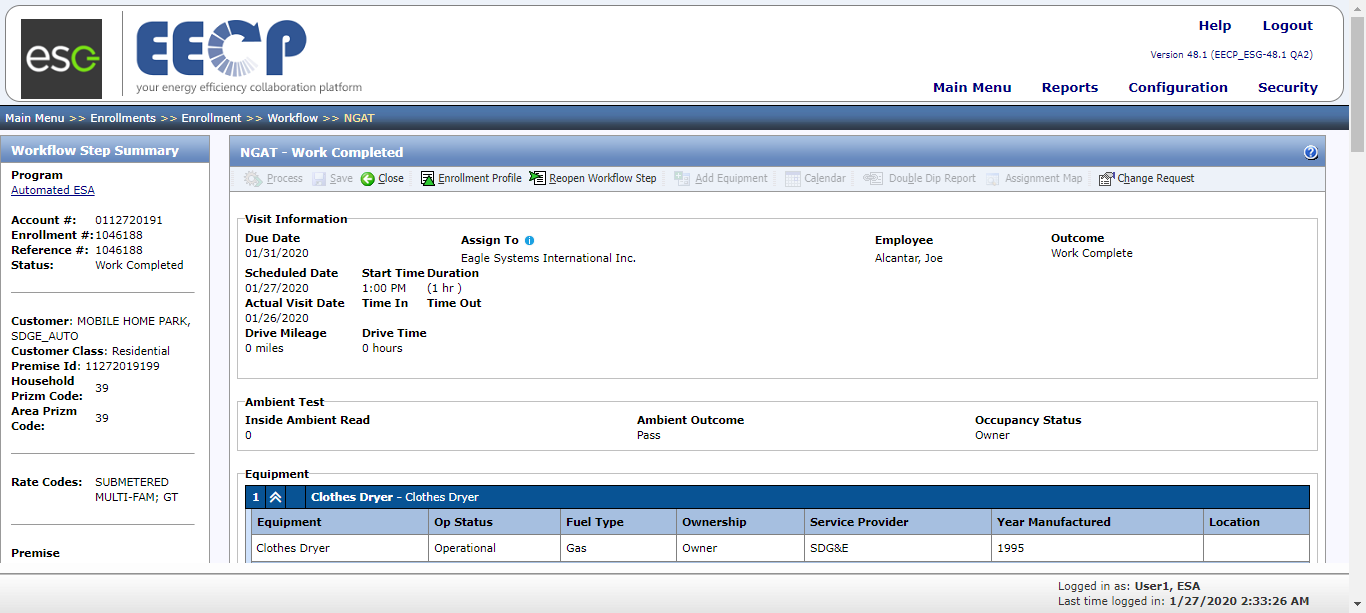 Help Logout
esg EECP
your energy efficiency collaboration platform
Version 48.1 (EECP_ESG-48.1 QA2)
Main Menu Reports Configuration Security
Main Menu >> Enrollments >> Enrollment >> Workflow >> NGAT
Workflow Step Summary
Program
Automated ESA
Account #: 0112720191
Enrollment #: 1046188
Reference #: 1046188
Status: Work Completed
Customer: MOBILE HOME PARK,
SDGE_AUTO
Customer Class: Residential
Premise Id: 11272019199
Household
Prizm Code: 39
Area Prizm
Code: 39
Rate Codes: SUBMETERED
MULTI-FAM; GT
Premise
NGAT - Work Completed ?
Process Save Close Enrollment Profile Reopen Workflow Step Add Equipment Calendar Double Dip Report Assignment Map Change Request
Visit Information
Due Date Assign To Employee Outcome
01/31/2020 Eagle Systems International Inc. Alcantar, Joe Work Complete
Scheduled Date Start Time Duration
01/27/2020 1:00 PM (1 hr )
Actual Visit Date Time In Time Out
01/26/2020
Drive Mileage Drive Time
0 miles 0 hours
Ambient Test
Inside Ambient Read Ambient Outcome Occupancy Status
0 Pass Owner
Equipment
1 Clothes Dryer - Clothes Dryer
Equipment Op Status Fuel Type Ownership Service Provider Year Manufactured Location
Clothes Dryer Operational Gas Owner SDG&E 1995
Logged in as: User1, ESA
Last time logged in: 1/27/2020 2:33:26 AM